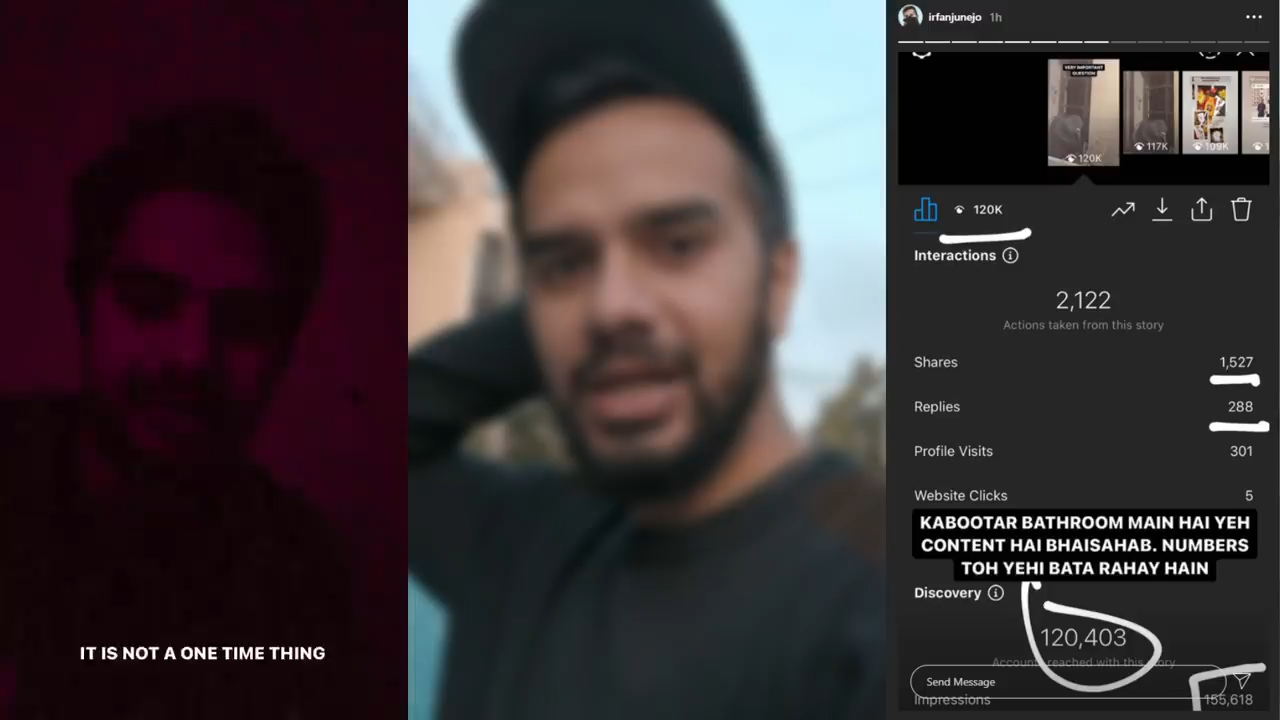 IT IS NOT A ONE TIME THING
irfanjunejo 1h
VERY IMPORTANT
QUESTION
120K
117K
109K
120K
Interactions
2,122
Actions taken from this story
Shares 1,527
Replies 288
Profile Visits 301
Website Clicks 5
KABOOTAR BATHROOM MAIN HAI YEH
CONTENT HAI BHAISAHAB. NUMBERS
TOH YEHI BATA RAHAY HAIN
Discovery
120,403
Accounts reached with this story
Send Message
Impressions 155,618